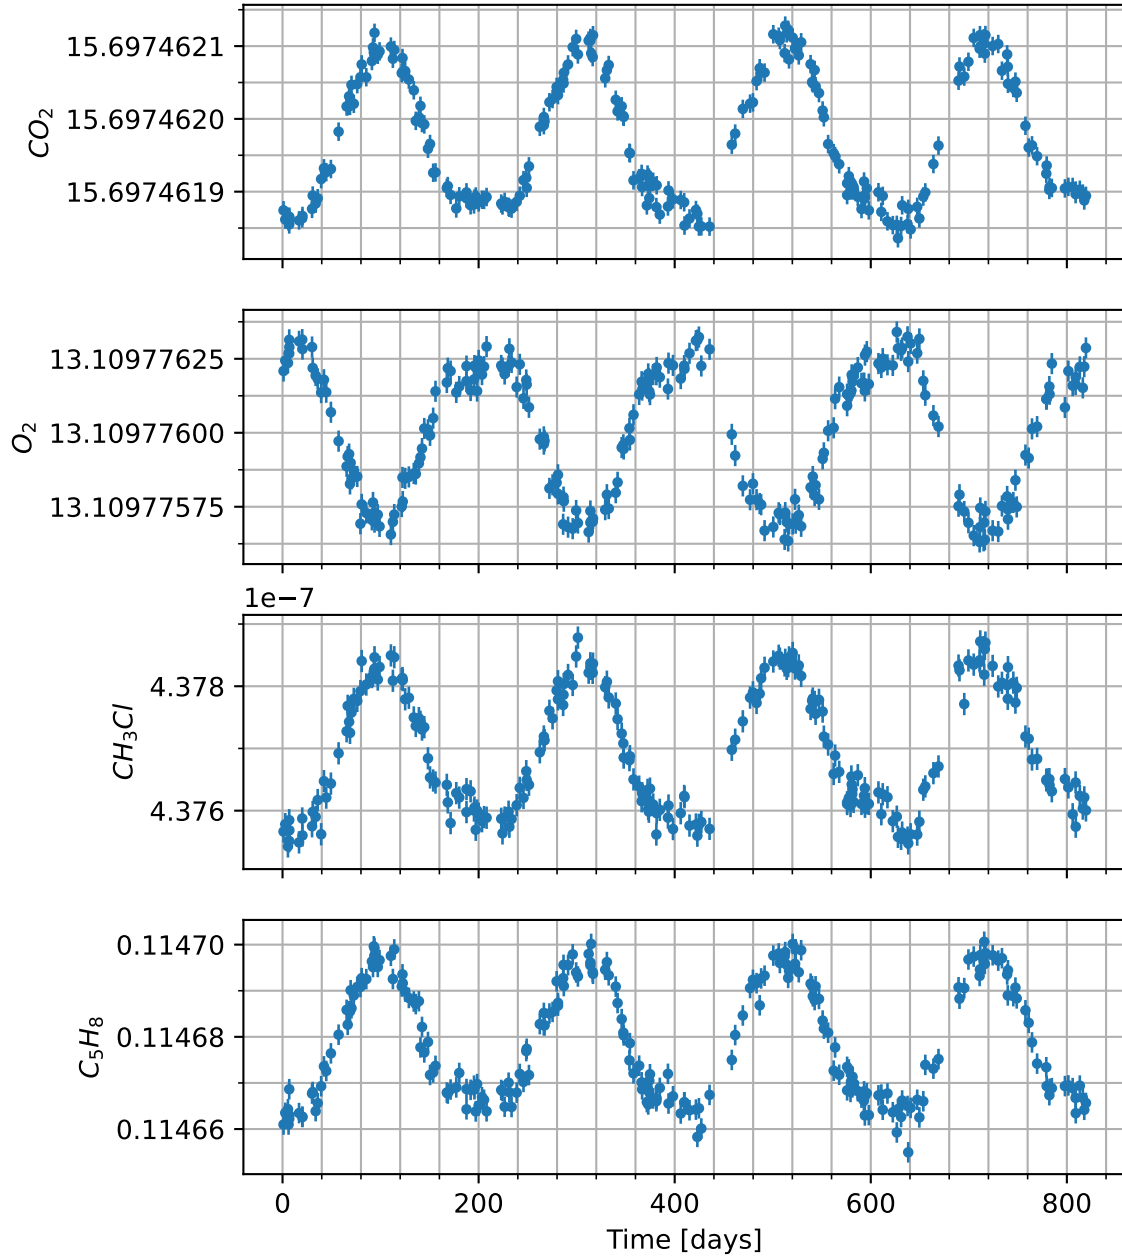 CO₂
15.6974621
15.6974620
15.6974619
O₂
13.10977625
13.10977600
13.10977575
1e−7
CH₃Cl
4.378
4.376
C₅H₈
0.11470
0.11468
0.11466
0 200 400 600 800
Time [days]